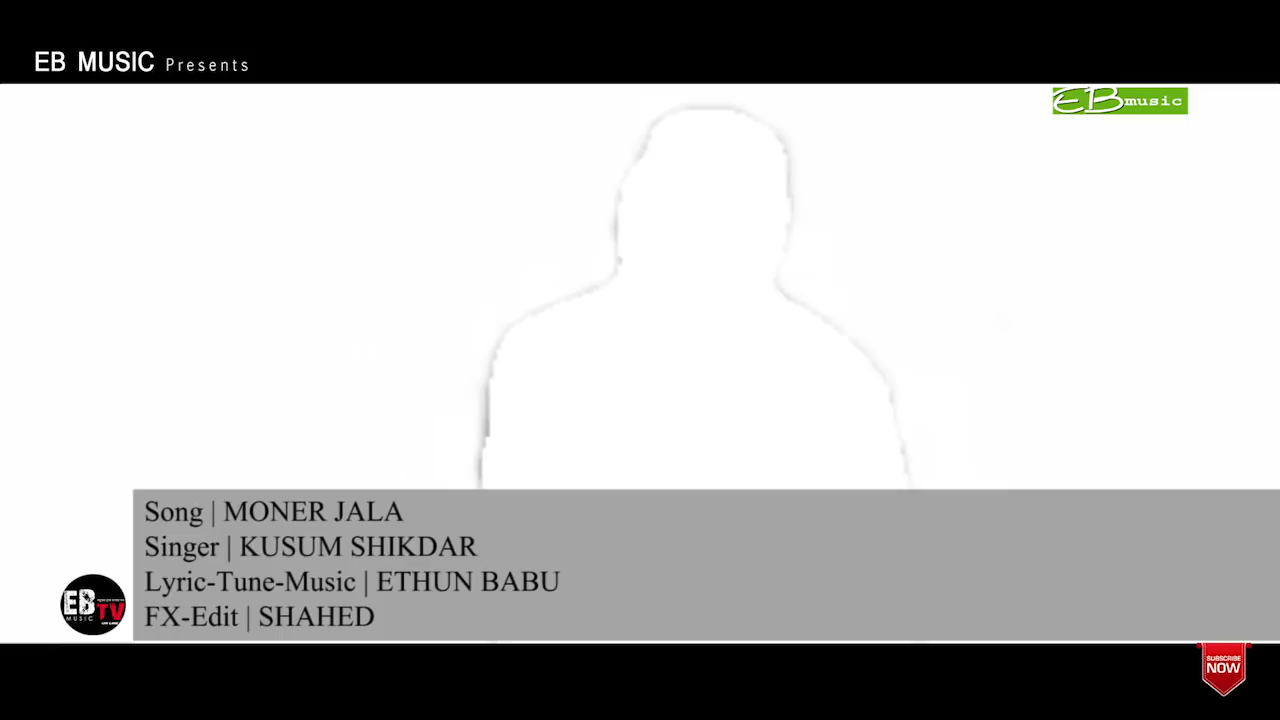 EB MUSIC Presents
EBmusic
Song | MONER JALA
Singer | KUSUM SHIKDAR
Lyric-Tune-Music | ETHUN BABU
FX-Edit | SHAHED
EB TV
MUSIC
SUBSCRIBE
NOW